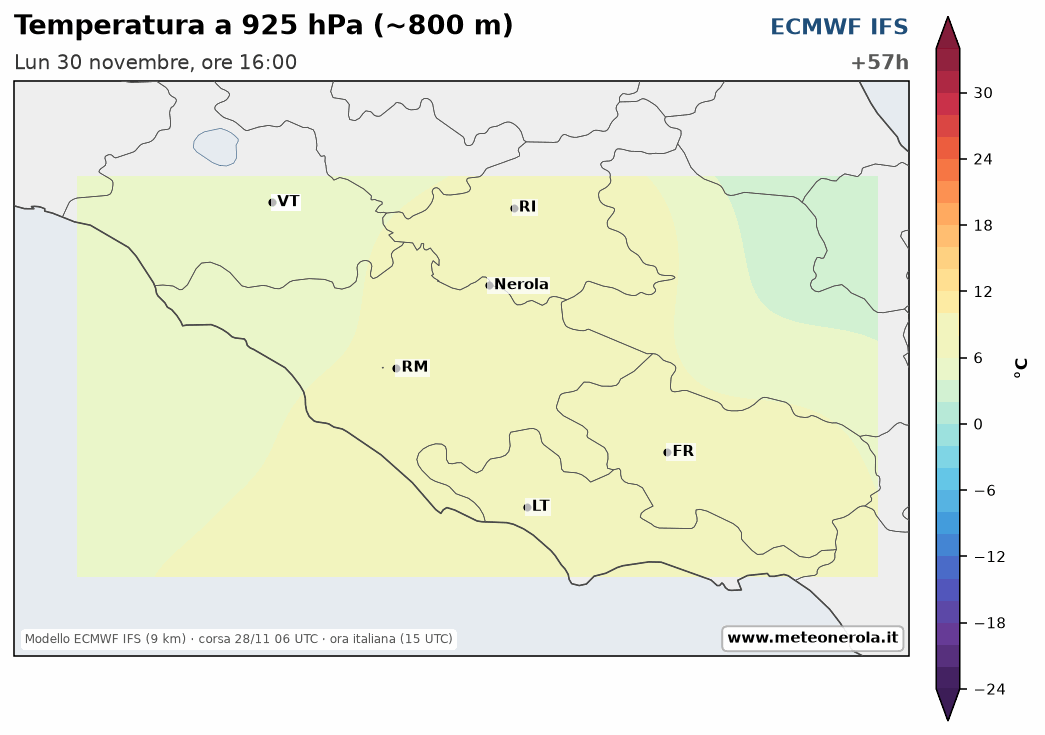 Temperatura a 925 hPa (~800 m)
ECMWF IFS
Lun 30 novembre, ore 16:00
+57h
VT
RI
Nerola
RM
FR
LT
30
24
18
12
6
0
−6
−12
−18
−24
°C
Modello ECMWF IFS (9 km) · corsa 28/11 06 UTC · ora italiana (15 UTC)
www.meteonerola.it